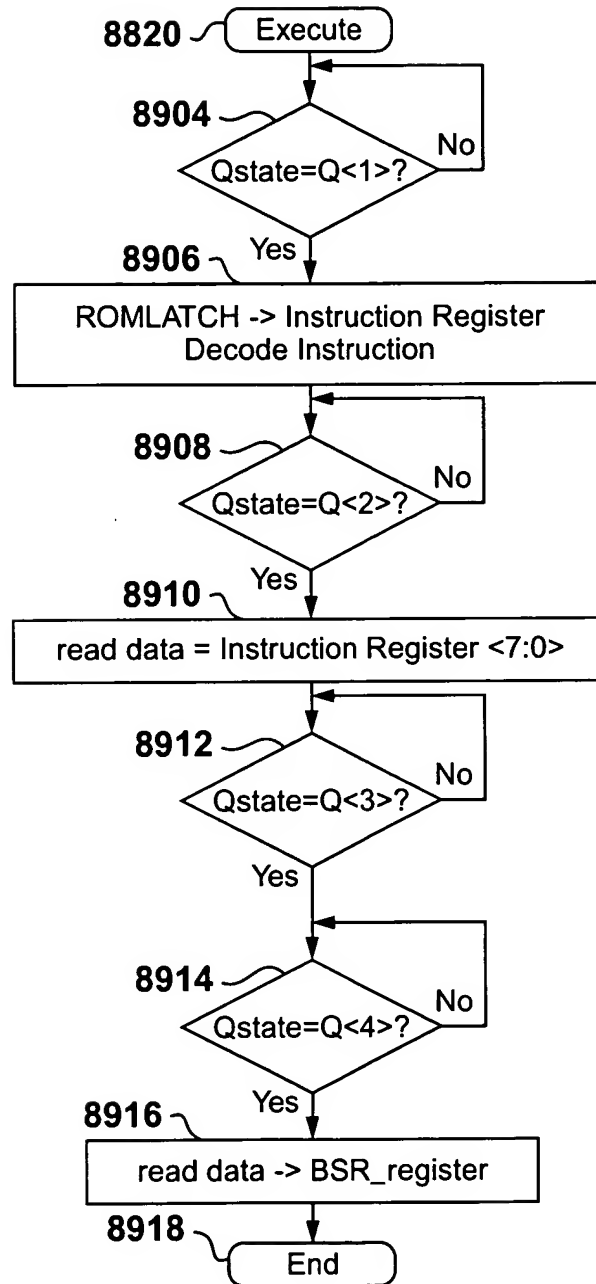 8820
Execute
8904
No
Qstate=Q<1>?
Yes
8906
ROMLATCH -> Instruction Register
Decode Instruction
8908
No
Qstate=Q<2>?
Yes
8910
read data = Instruction Register <7:0>
8912
No
Qstate=Q<3>?
Yes
8914
No
Qstate=Q<4>?
Yes
8916
read data -> BSR_register
8918
End